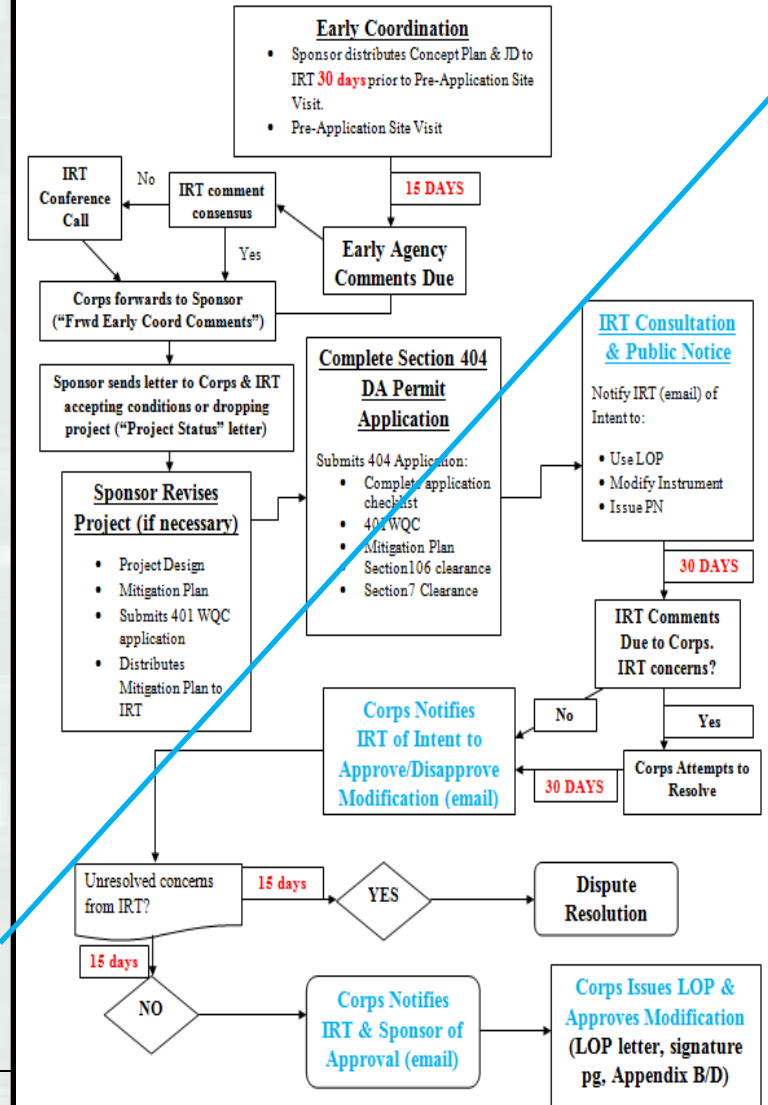 Early Coordination
• Sponsor distributes Concept Plan & JD to
IRT 30 days prior to Pre-Application Site
Visit.
• Pre-Application Site Visit
15 DAYS
IRT
Conference
Call
No
IRT comment
consensus
Yes
Early Agency
Comments Due
Corps forwards to Sponsor
(“Frwd Early Coord Comments”)
Sponsor sends letter to Corps & IRT
accepting conditions or dropping
project (“Project Status” letter)
Sponsor Revises
Project (if necessary)
• Project Design
• Mitigation Plan
• Submits 401 WQC
application
• Distributes
Mitigation Plan to
IRT
Complete Section 404
DA Permit
Application
Submits 404 Application:
• Complete application
checklist
• 401WQC
• Mitigation Plan
• Section106 clearance
• Section7 Clearance
IRT Consultation
& Public Notice
Notify IRT (email) of
Intent to:
• Use LOP
• Modify Instrument
• Issue PN
30 DAYS
IRT Comments
Due to Corps.
IRT concerns?
No
Yes
Corps Attempts to
Resolve
30 DAYS
Corps Notifies
IRT of Intent to
Approve/Disapprove
Modification (email)
Unresolved concerns
from IRT?
15 days
YES
Dispute
Resolution
15 days
NO
Corps Notifies
IRT & Sponsor of
Approval (email)
Corps Issues LOP &
Approves Modification
(LOP letter, signature
pg, Appendix B/D)